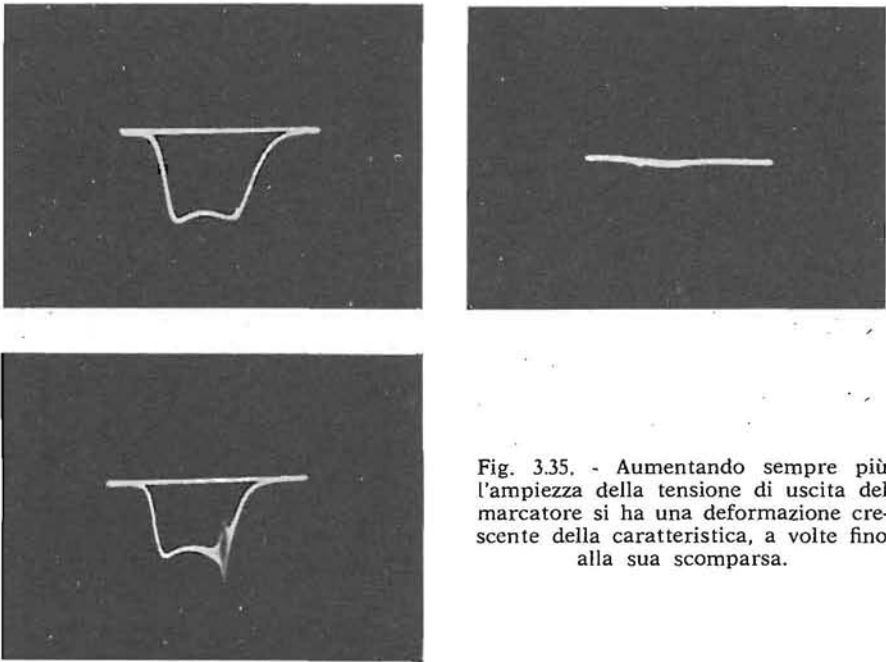 Fig. 3.35. - Aumentando sempre più
l'ampiezza della tensione di uscita del
marcatore si ha una deformazione cre-
scente della caratteristica, a volte fino
alla sua scomparsa.